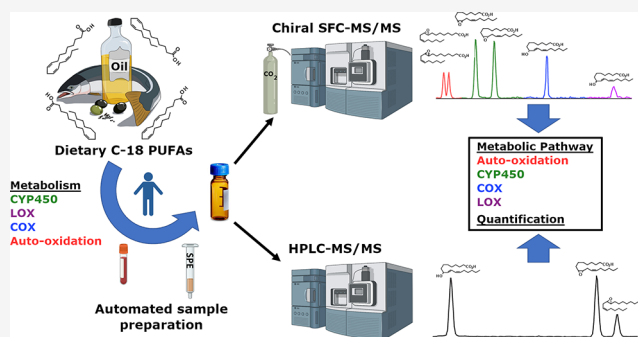 Oil
Dietary C-18 PUFAs
Metabolism
CYP450
LOX
COX
Auto-oxidation
SPE
Automated sample
preparation
Chiral SFC-MS/MS
CO2
HPLC-MS/MS
Metabolic Pathway
Auto-oxidation
CYP450
COX
LOX
Quantification